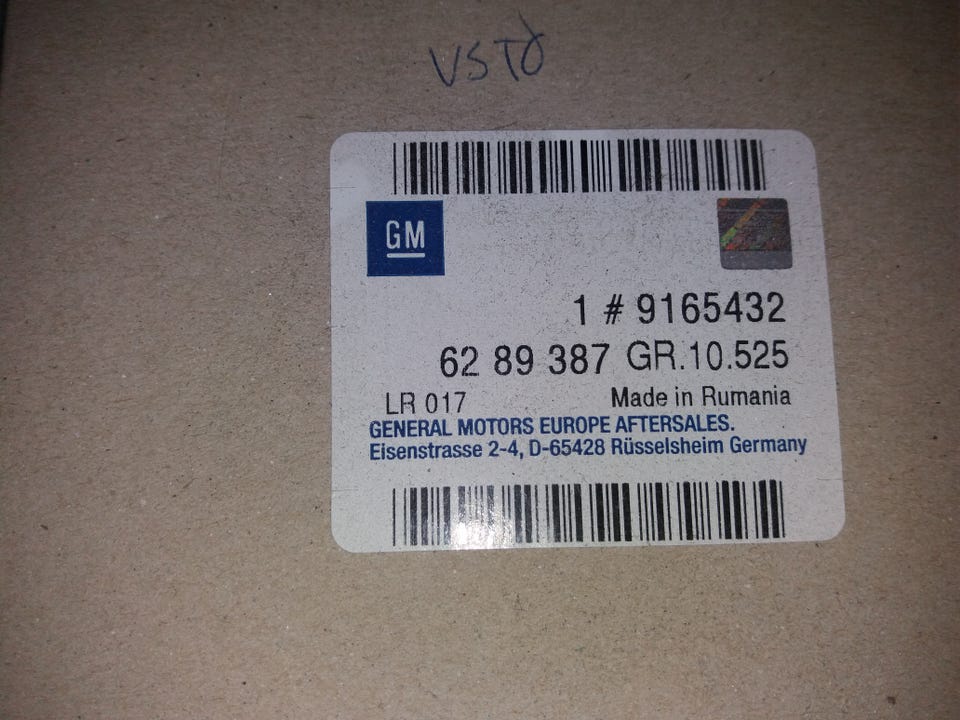 VSTd
GM
1 # 9165432
62 89 387 GR.10.525
LR 017 Made in Rumania
GENERAL MOTORS EUROPE AFTERSALES.
Eisenstrasse 2-4, D-65428 Rüsselsheim Germany